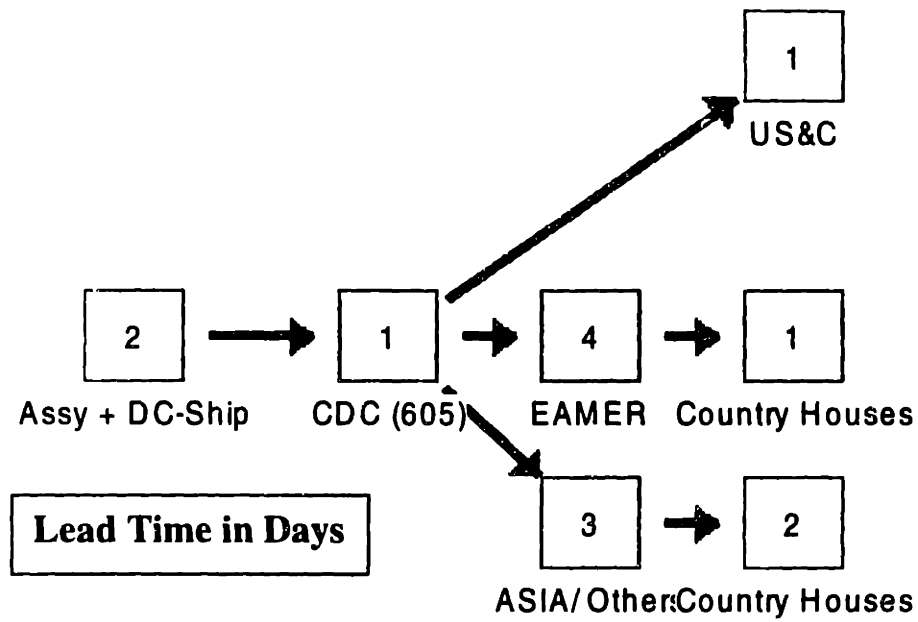 1
US&C
2
1
4
1
Assy + DC-Ship
CDC (605)
EAMER
Country Houses
Lead Time in Days
3
2
ASIA/Others
Country Houses